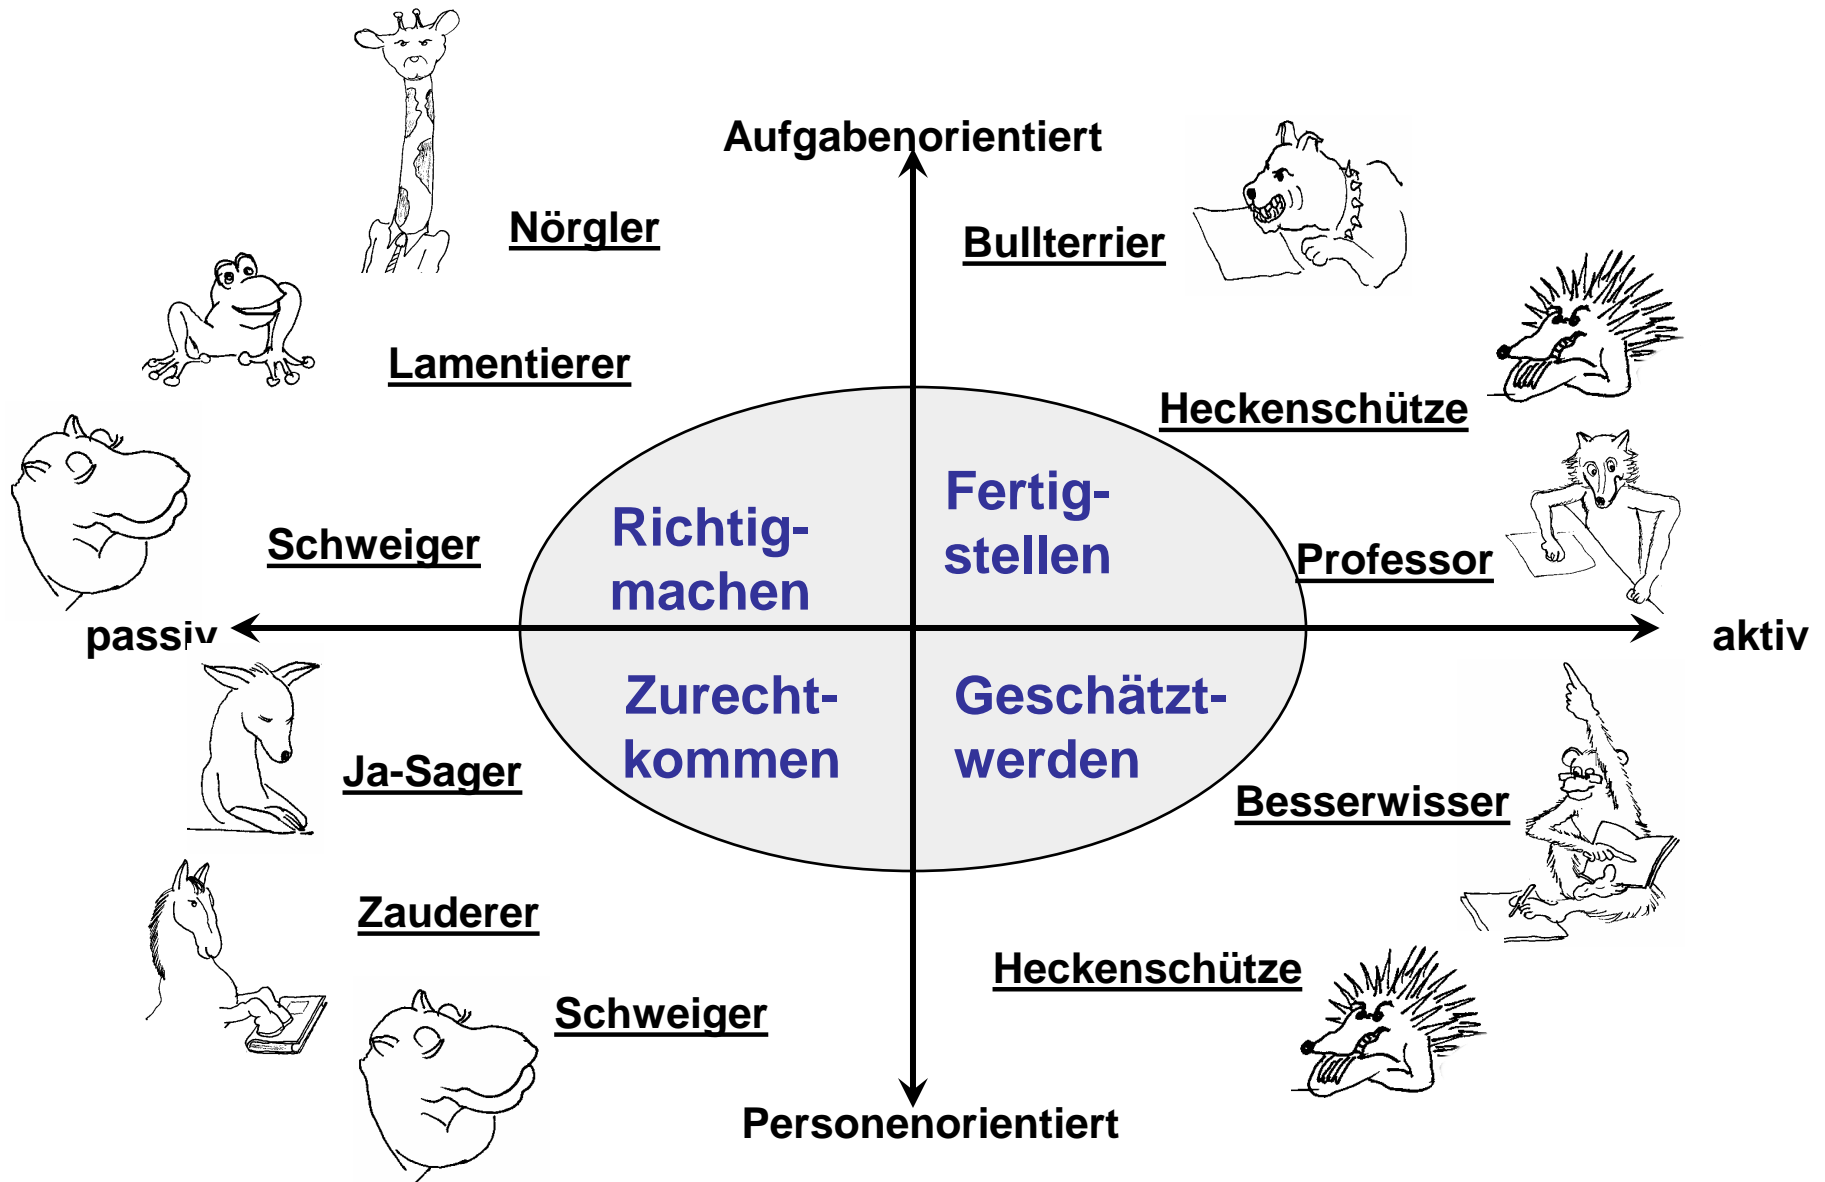 Aufgabenorientiert
Nörgler
Bullterrier
Lamentierer
Heckenschütze
Schweiger
Richtig-
machen
Fertig-
stellen
Professor
passiv
aktiv
Ja-Sager
Zurecht-
kommen
Geschätzt-
werden
Besserwisser
Zauderer
Schweiger
Heckenschütze
Personenorientiert